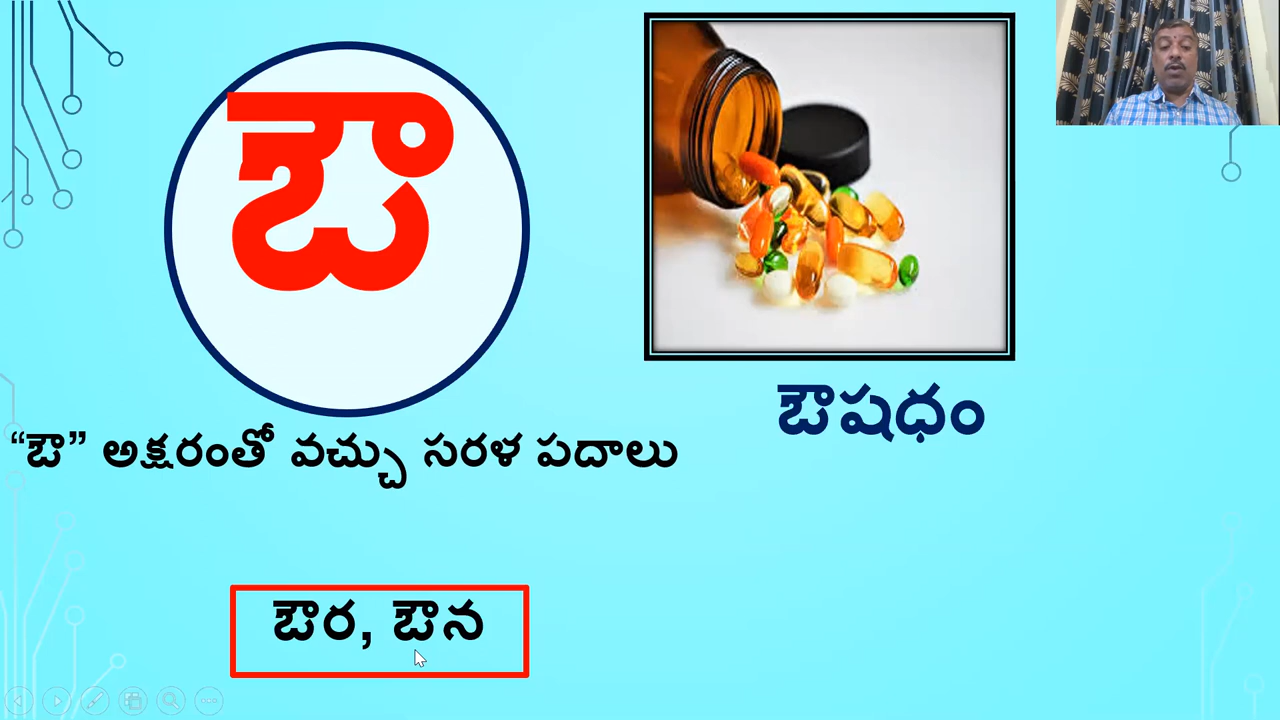 ఔ
ఔషధం
“ఔ” అక్షరంతో వచ్చు సరళ పదాలు
ఔర, ఔన